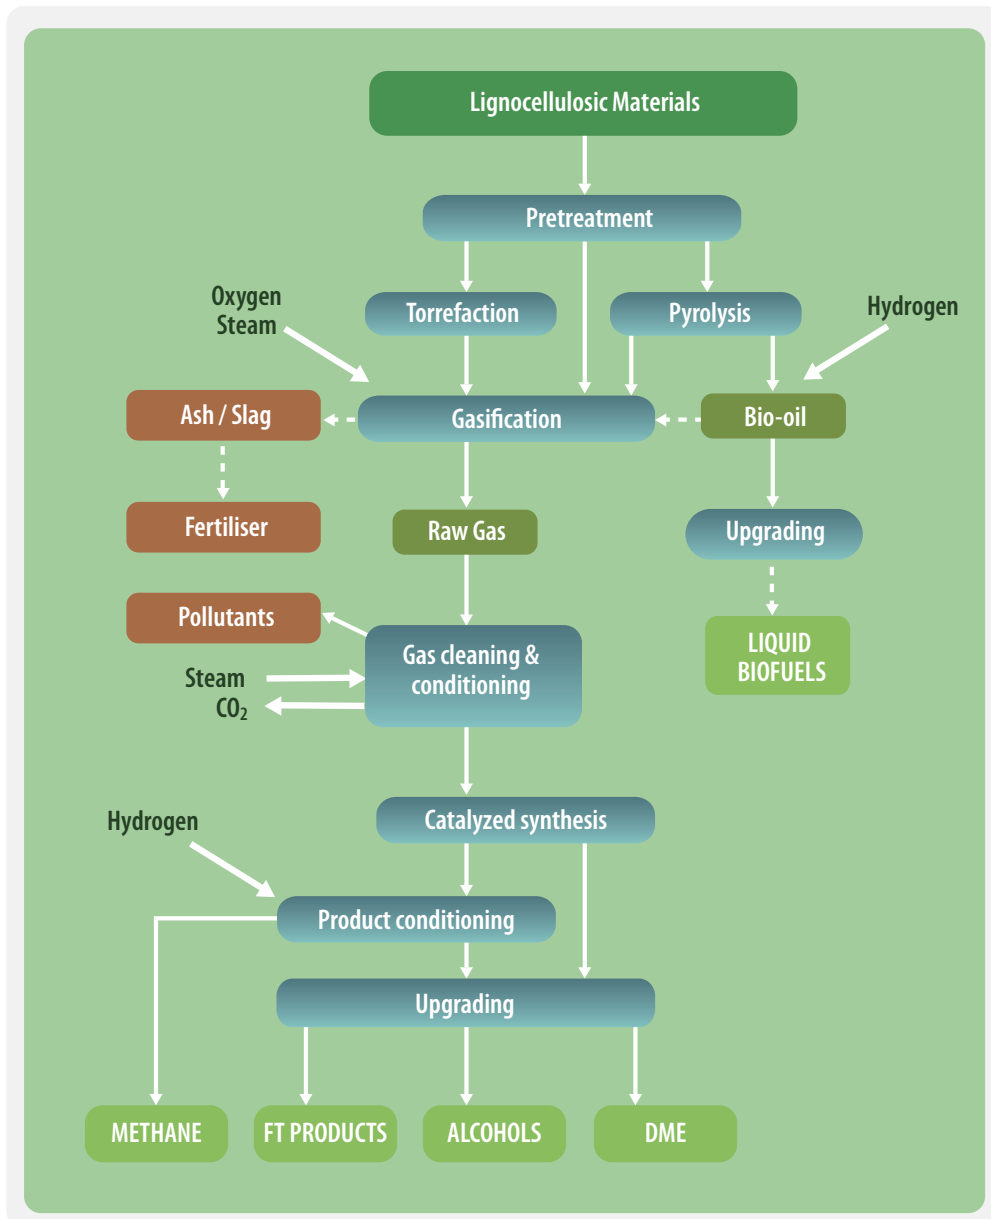 Lignocellulosic Materials
Pretreatment
Oxygen
Steam
Torrefaction
Pyrolysis
Hydrogen
Ash / Slag
Gasification
Bio-oil
Fertiliser
Raw Gas
Upgrading
Pollutants
Gas cleaning &
conditioning
LIQUID
BIOFUELS
Steam
CO₂
Catalyzed synthesis
Hydrogen
Product conditioning
Upgrading
METHANE
FT PRODUCTS
ALCOHOLS
DME